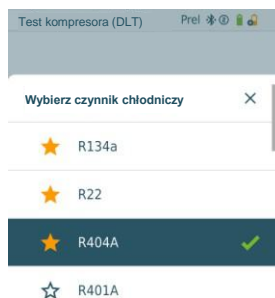 Test kompresora (DLT) Prel
Wybierz czynnik chłodniczy
R134a
R22
R404A
R401A